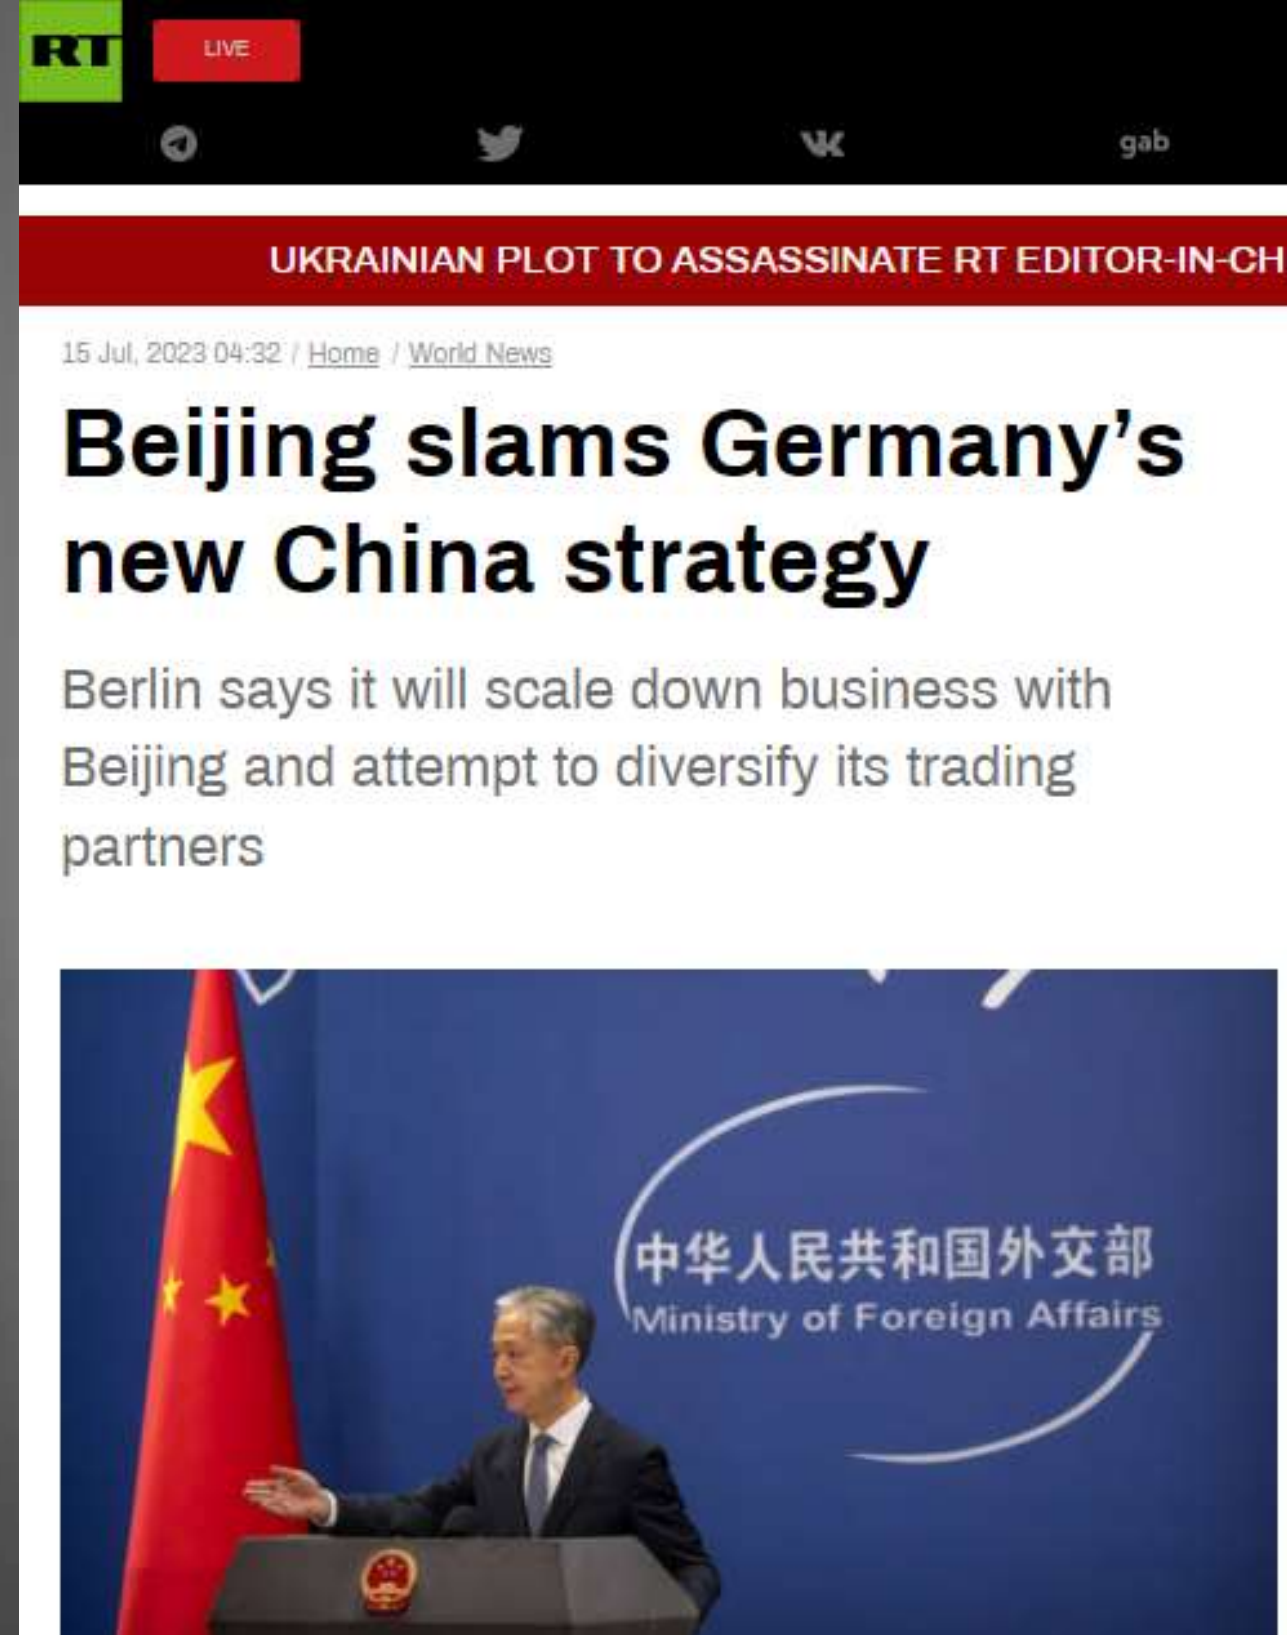 RT
LIVE
gab
UKRAINIAN PLOT TO ASSASSINATE RT EDITOR-IN-CH
15 Jul, 2023 04:32 / Home / World News
Beijing slams Germany’s
new China strategy
Berlin says it will scale down business with
Beijing and attempt to diversify its trading
partners
中华人民共和国外交部
Ministry of Foreign Affairs